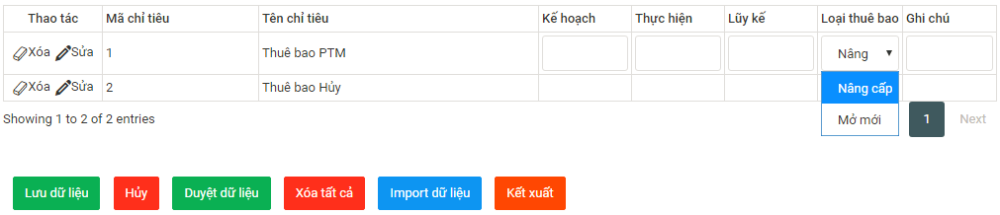 Thao tác Mã chỉ tiêu Tên chỉ tiêu Kế hoạch Thực hiện Lũy kế Loại thuê bao Ghi chú
Xóa Sửa 1 Thuê bao PTM Nâng
Xóa Sửa 2 Thuê bao Hủy Nâng cấp
Showing 1 to 2 of 2 entries Mở mới 1 Next
Lưu dữ liệu Hủy Duyệt dữ liệu Xóa tất cả Import dữ liệu Kết xuất